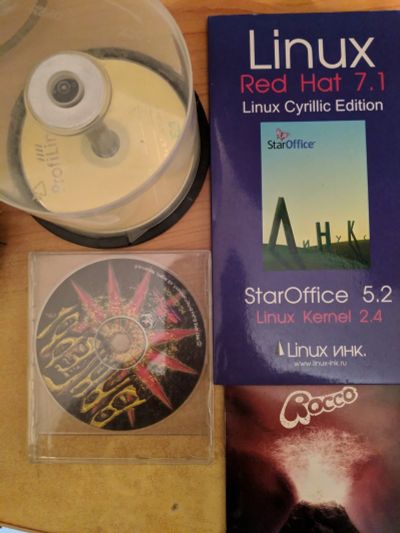 Linux
Red Hat 7.1
Linux Cyrillic Edition
StarOffice
Линукс
StarOffice 5.2
Linux Kernel 2.4
Linux инк.
www.linux-ink.ru
ProfiLine
Rocco